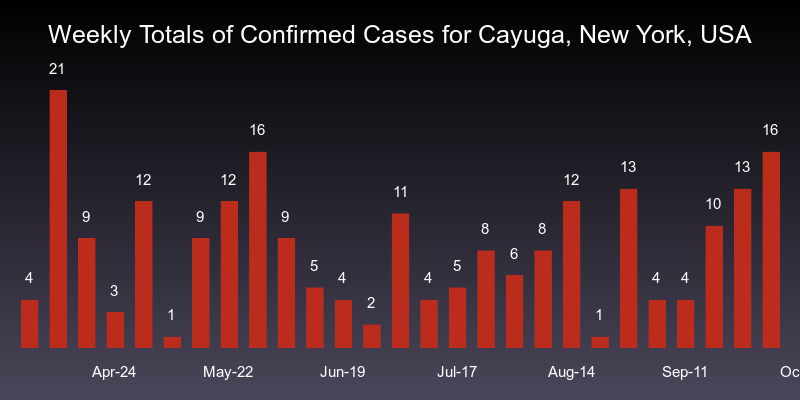 Weekly Totals of Confirmed Cases for Cayuga, New York, USA
4 21 9 3 12 1 9 12 16 9 5 4 2 11 4 5 8 6 8 12 1 13 4 4 10 13 16
Apr-24 May-22 Jun-19 Jul-17 Aug-14 Sep-11 Oc